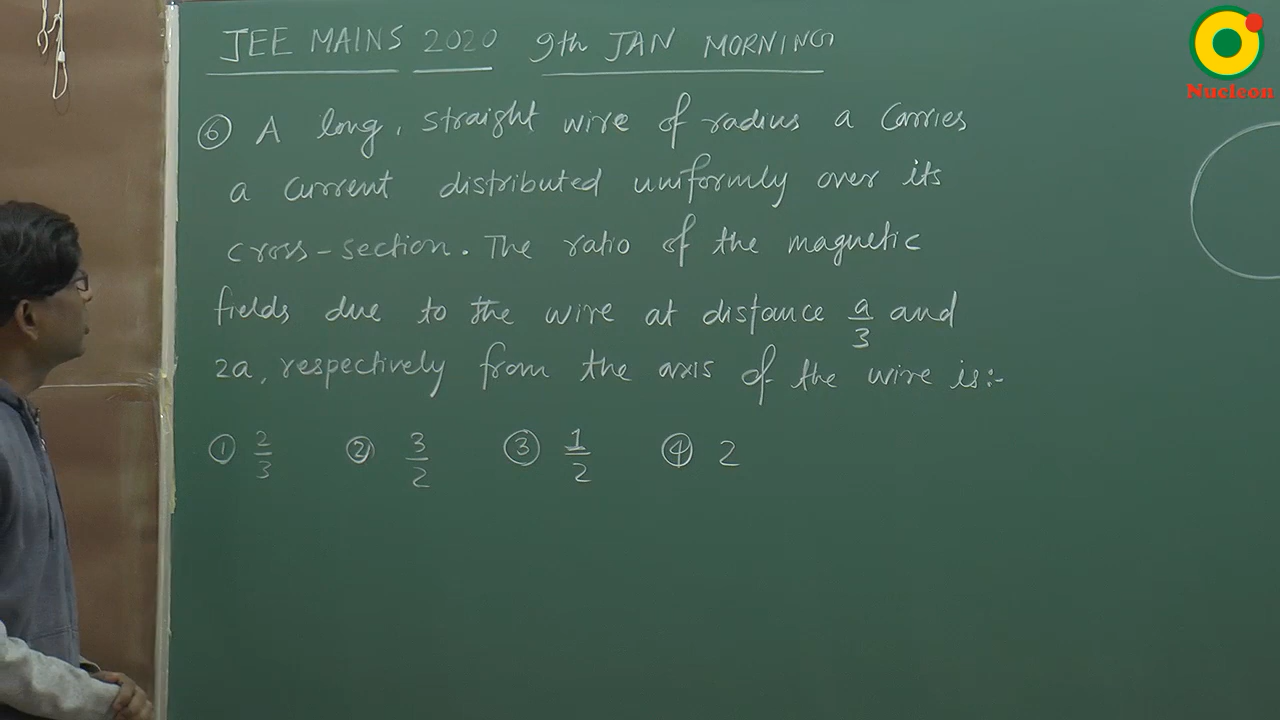 JEE MAINS 2020 9th JAN MORNING
Nucleon
⑥ A long, straight wire of radius a carries
a current distributed uniformly over its
cross-section. The ratio of the magnetic
fields due to the wire at distance a/3 and
2a, respectively from the axis of the wire is:-
① 2/3 ② 3/2 ③ 1/2 ④ 2